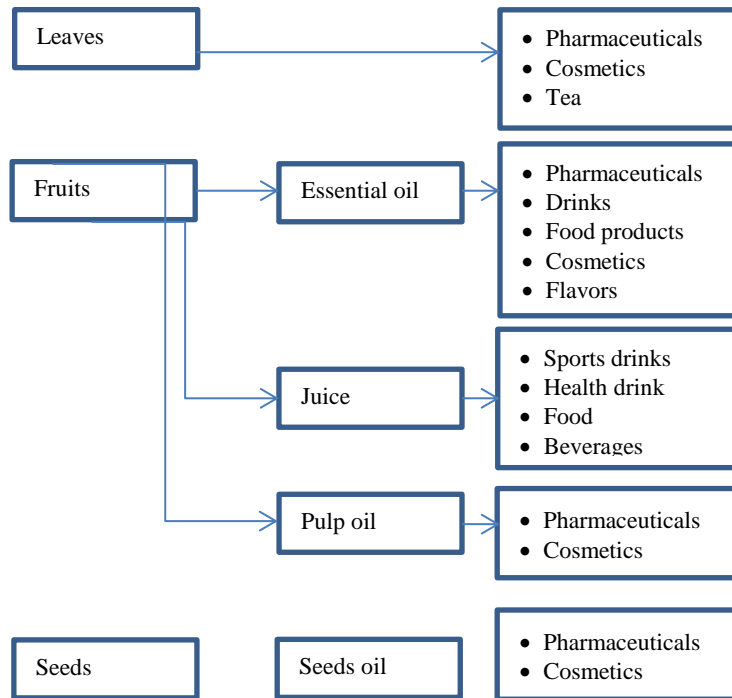 Leaves
• Pharmaceuticals
• Cosmetics
• Tea
Fruits
Essential oil
• Pharmaceuticals
• Drinks
• Food products
• Cosmetics
• Flavors
Juice
• Sports drinks
• Health drink
• Food
• Beverages
Pulp oil
• Pharmaceuticals
• Cosmetics
Seeds
Seeds oil
• Pharmaceuticals
• Cosmetics